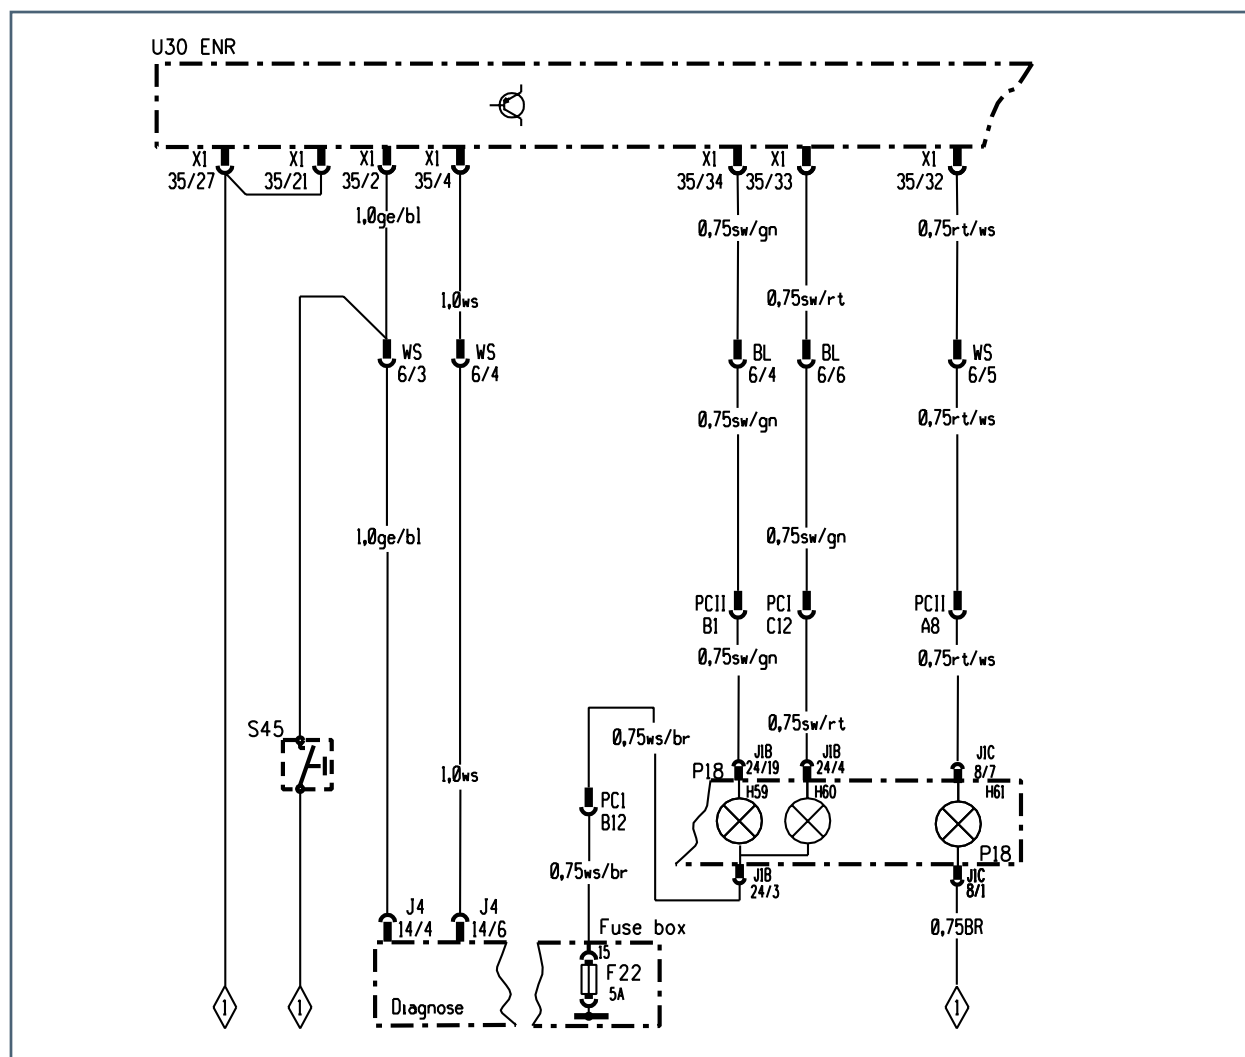 U30 ENR
X1 X1 X1 X1 X1 X1 X1
35/27 35/21 35/2 35/4 35/34 35/33 35/32
1,0ge/bl
0,75sw/gn 0,75rt/ws
1,0ws 0,75sw/rt
WS WS BL BL WS
6/3 6/4 6/4 6/6 6/5
0,75sw/gn 0,75rt/ws
1,0ge/bl 0,75sw/gn
PCII PCI PCII
B1 C12 A8
0,75sw/gn 0,75rt/ws
S45 0,75sw/rt
0,75ws/br
J1B J1B J1C
P18 24/19 24/4 8/7
1,0ws
H59 H60 H61
PC1
B12
P18
0,75ws/br J1B J1C
24/3 8/1
J4 J4
14/4 14/6 Fuse box 0,75BR
15
F22
5A
Diagnose
1 1 1